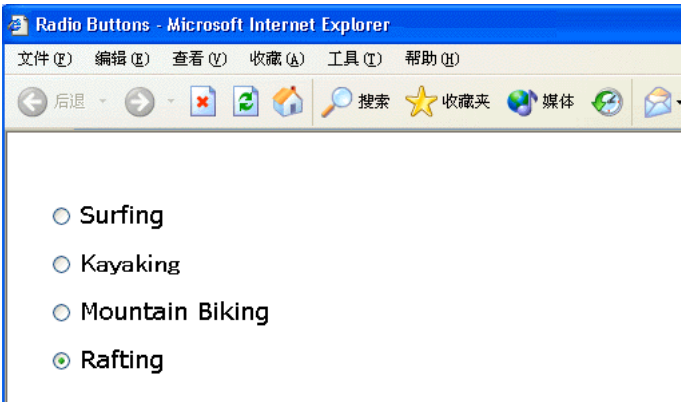 Radio Buttons - Microsoft Internet Explorer
文件(F) 编辑(E) 查看(V) 收藏(A) 工具(T) 帮助(H)
后退 搜索 收藏夹 媒体
Surfing
Kayaking
Mountain Biking
Rafting